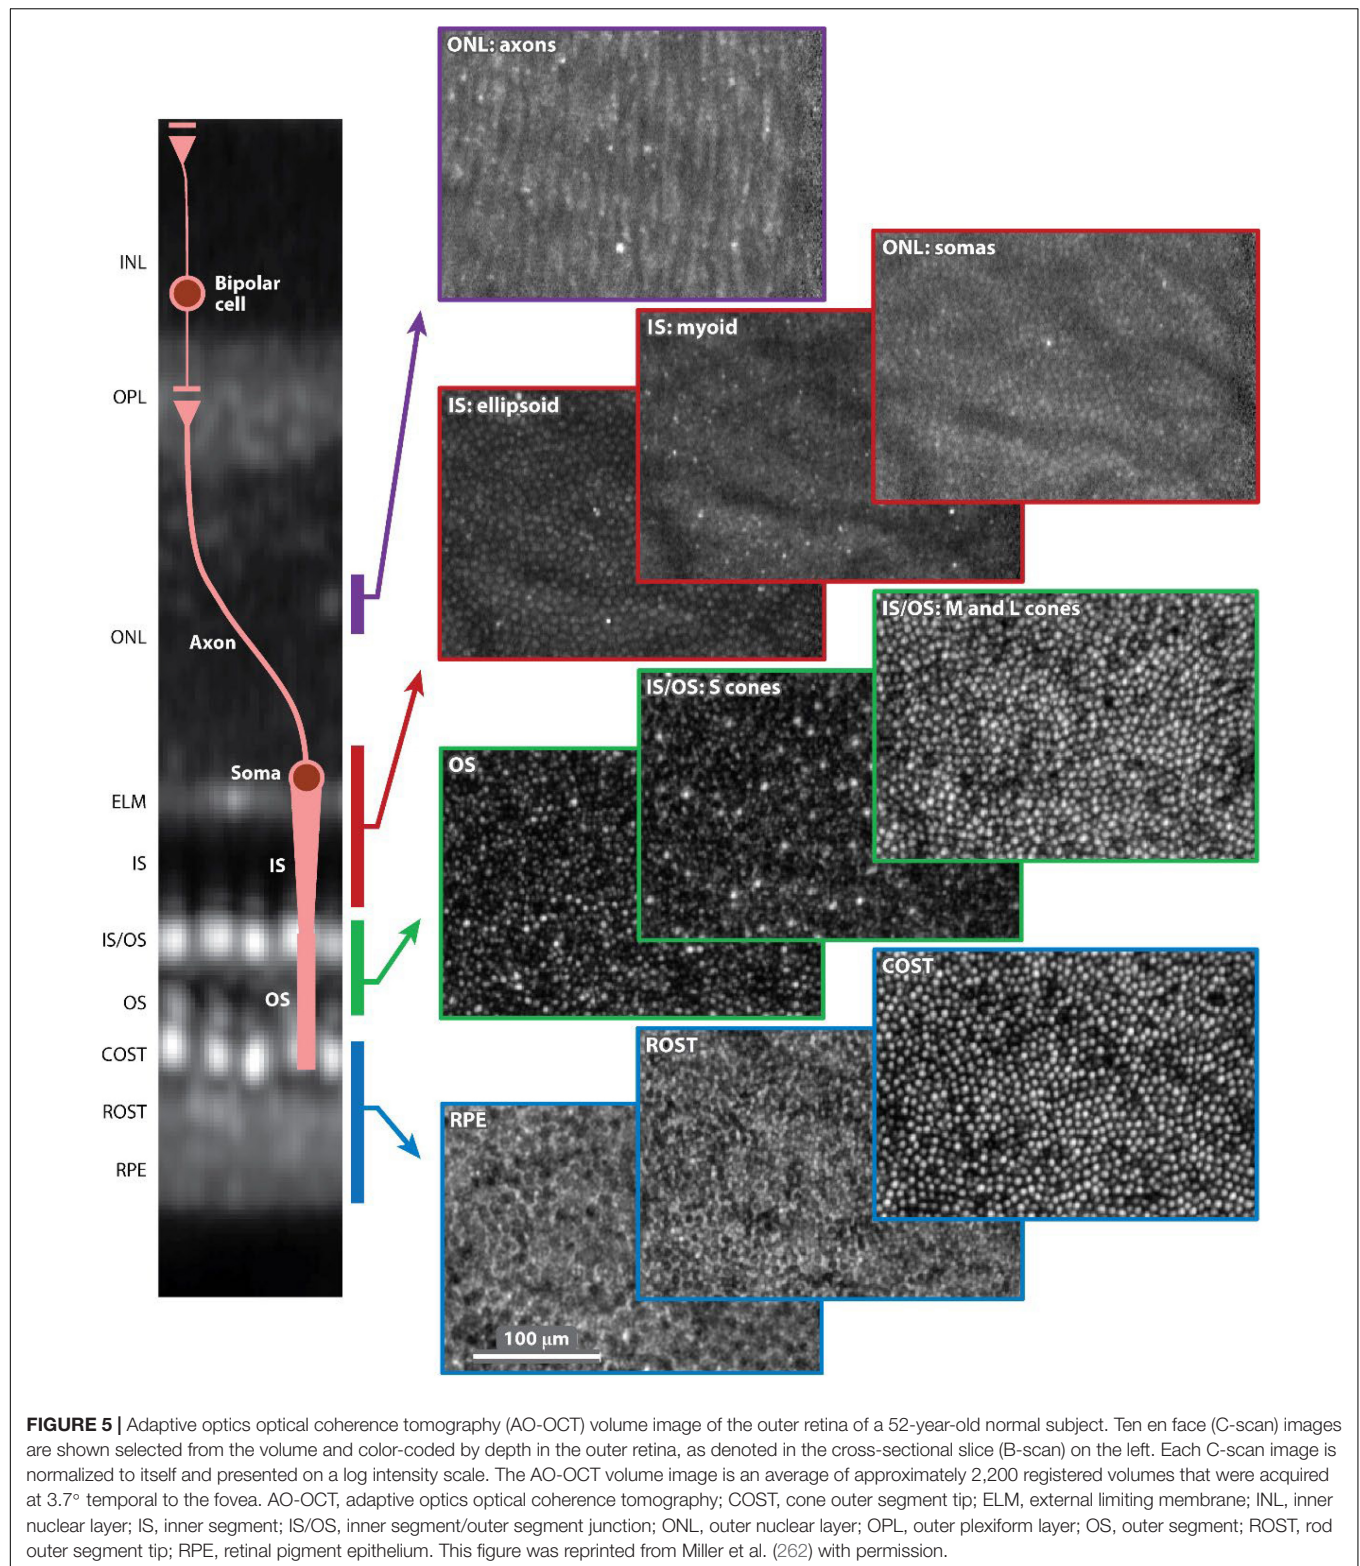 ONL: axons
ONL: somas
INL
Bipolar
cell
IS: myoid
OPL
IS: ellipsoid
IS/OS: M and L cones
ONL
Axon
IS/OS: S cones
OS
Soma
ELM
IS
IS
IS/OS
COST
OS
OS
COST
ROST
ROST
RPE
RPE
100 μm
FIGURE 5 | Adaptive optics optical coherence tomography (AO-OCT) volume image of the outer retina of a 52-year-old normal subject. Ten en face (C-scan) images
are shown selected from the volume and color-coded by depth in the outer retina, as denoted in the cross-sectional slice (B-scan) on the left. Each C-scan image is
normalized to itself and presented on a log intensity scale. The AO-OCT volume image is an average of approximately 2,200 registered volumes that were acquired
at 3.7° temporal to the fovea. AO-OCT, adaptive optics optical coherence tomography; COST, cone outer segment tip; ELM, external limiting membrane; INL, inner
nuclear layer; IS, inner segment; IS/OS, inner segment/outer segment junction; ONL, outer nuclear layer; OPL, outer plexiform layer; OS, outer segment; ROST, rod
outer segment tip; RPE, retinal pigment epithelium. This figure was reprinted from Miller et al. (262) with permission.